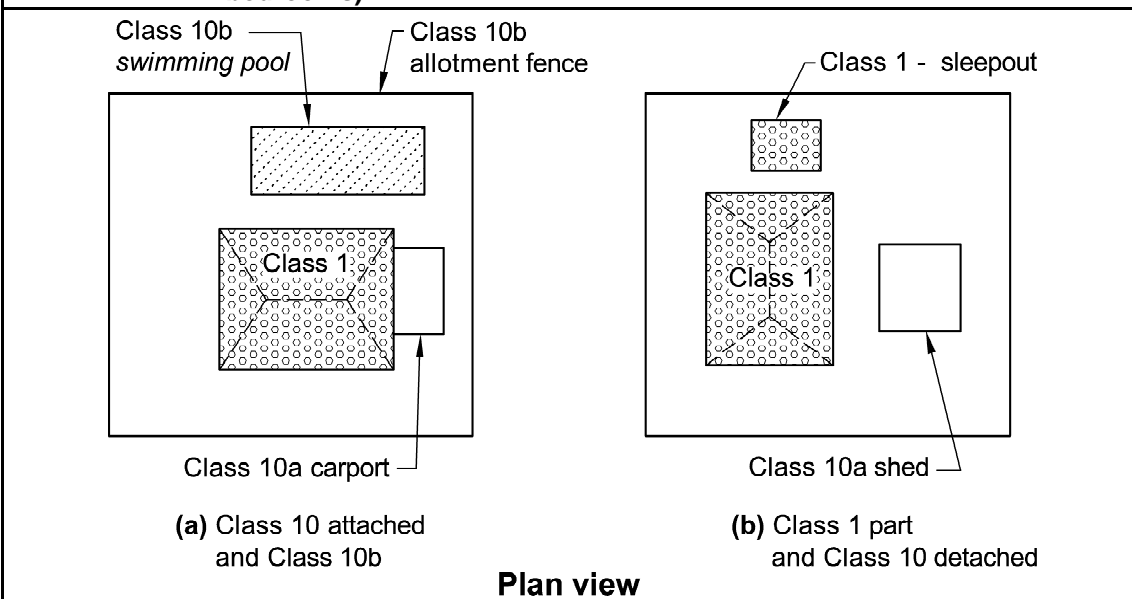 Class 10b
swimming pool
Class 10b
allotment fence
Class 1
Class 10a carport
(a) Class 10 attached
and Class 10b
Class 1 - sleepout
Class 1
Class 10a shed
(b) Class 1 part
and Class 10 detached
Plan view